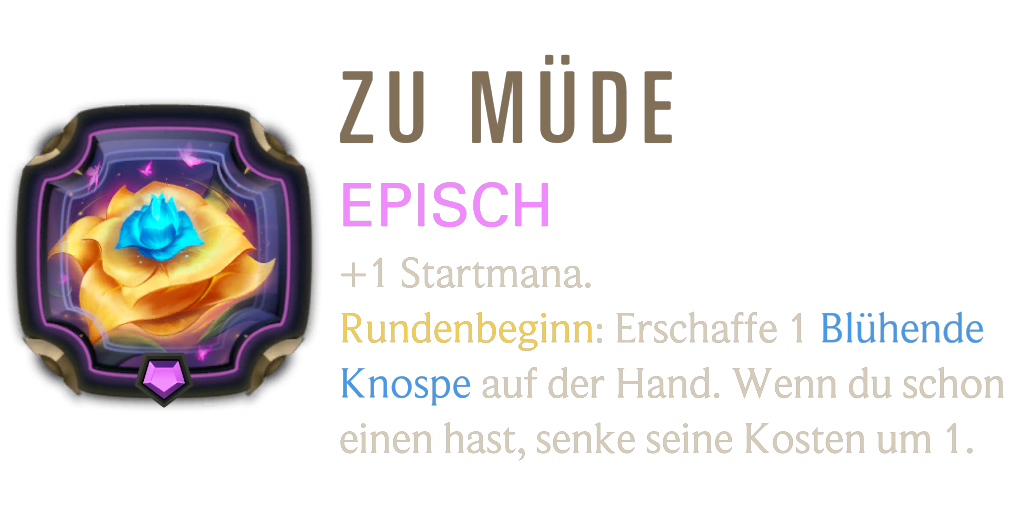 ZU MÜDE
EPISCH
+1 Startmana.
Rundenbeginn: Erschaffe 1 Blühende
Knospe auf der Hand. Wenn du schon
einen hast, senke seine Kosten um 1.